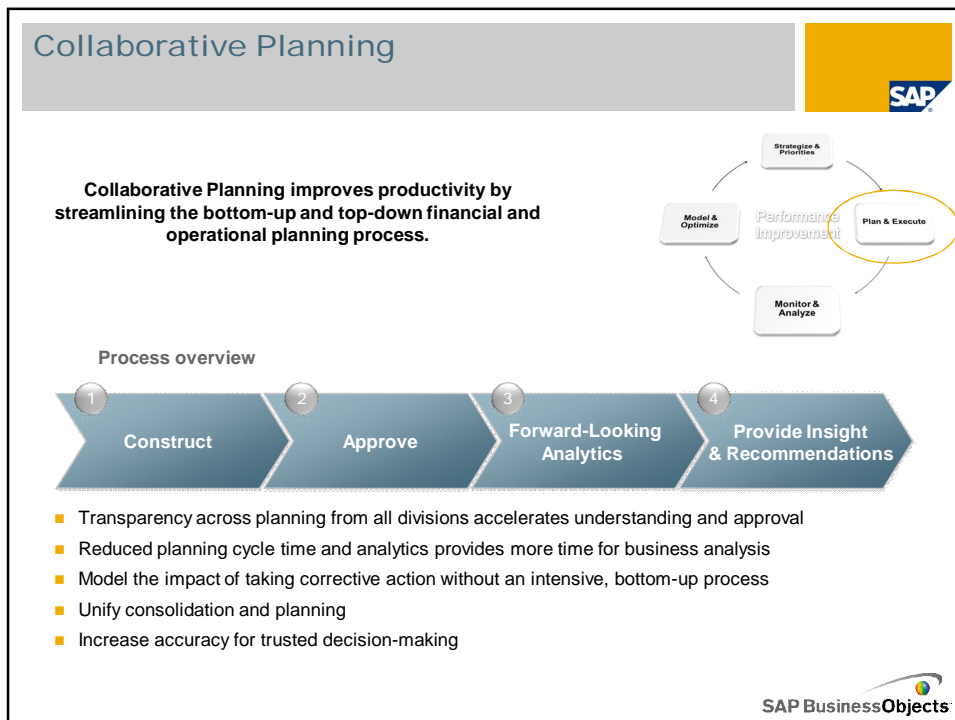 Collaborative Planning
SAP
Collaborative Planning improves productivity by
streamlining the bottom-up and top-down financial and
operational planning process.
Strategize &
Priorities
Model &
Optimize
Performance
Improvement
Plan & Execute
Monitor &
Analyze
Process overview
1
Construct
2
Approve
3
Forward-Looking
Analytics
4
Provide Insight
& Recommendations
Transparency across planning from all divisions accelerates understanding and approval
Reduced planning cycle time and analytics provides more time for business analysis
Model the impact of taking corrective action without an intensive, bottom-up process
Unify consolidation and planning
Increase accuracy for trusted decision-making
SAP BusinessObjects